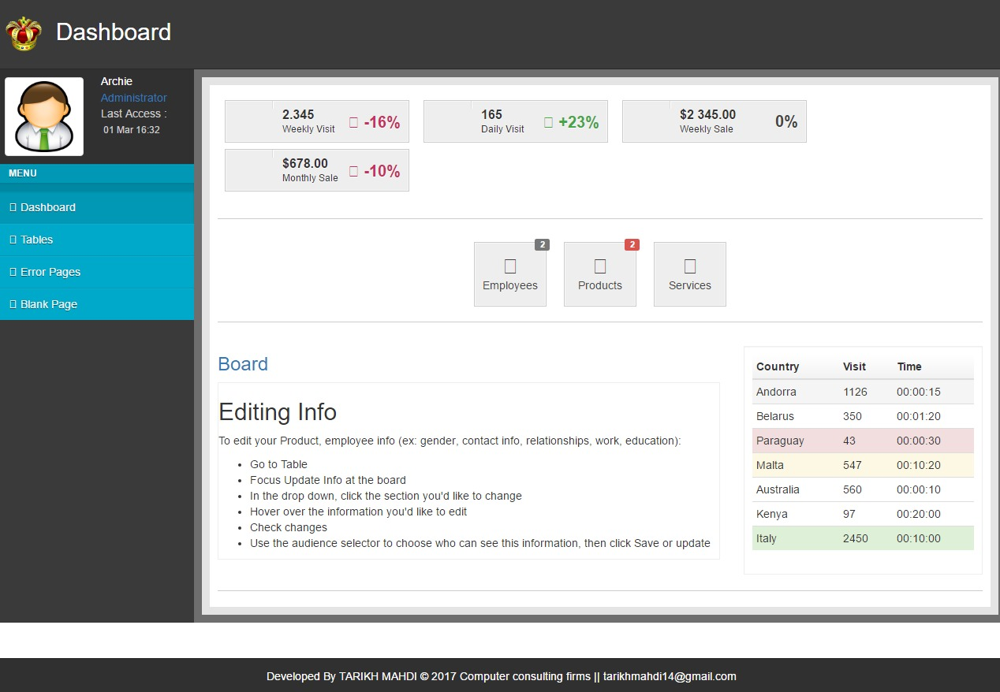 Dashboard
Archie
Administrator
Last Access :
01 Mar 16:32
MENU
Dashboard
Tables
Error Pages
Blank Page
2.345
Weekly Visit
-16%
165
Daily Visit
+23%
$2 345.00
Weekly Sale
0%
$678.00
Monthly Sale
-10%
2
Employees
2
Products
Services
Board
Editing Info
To edit your Product, employee info (ex: gender, contact info, relationships, work, education):
• Go to Table
• Focus Update Info at the board
• In the drop down, click the section you'd like to change
• Hover over the information you'd like to edit
• Check changes
• Use the audience selector to choose who can see this information, then click Save or update
Country Visit Time
Andorra 1126 00:00:15
Belarus 350 00:01:20
Paraguay 43 00:00:30
Malta 547 00:10:20
Australia 560 00:00:10
Kenya 97 00:20:00
Italy 2450 00:10:00
Developed By TARIKH MAHDI © 2017 Computer consulting firms || tarikhmahdi14@gmail.com